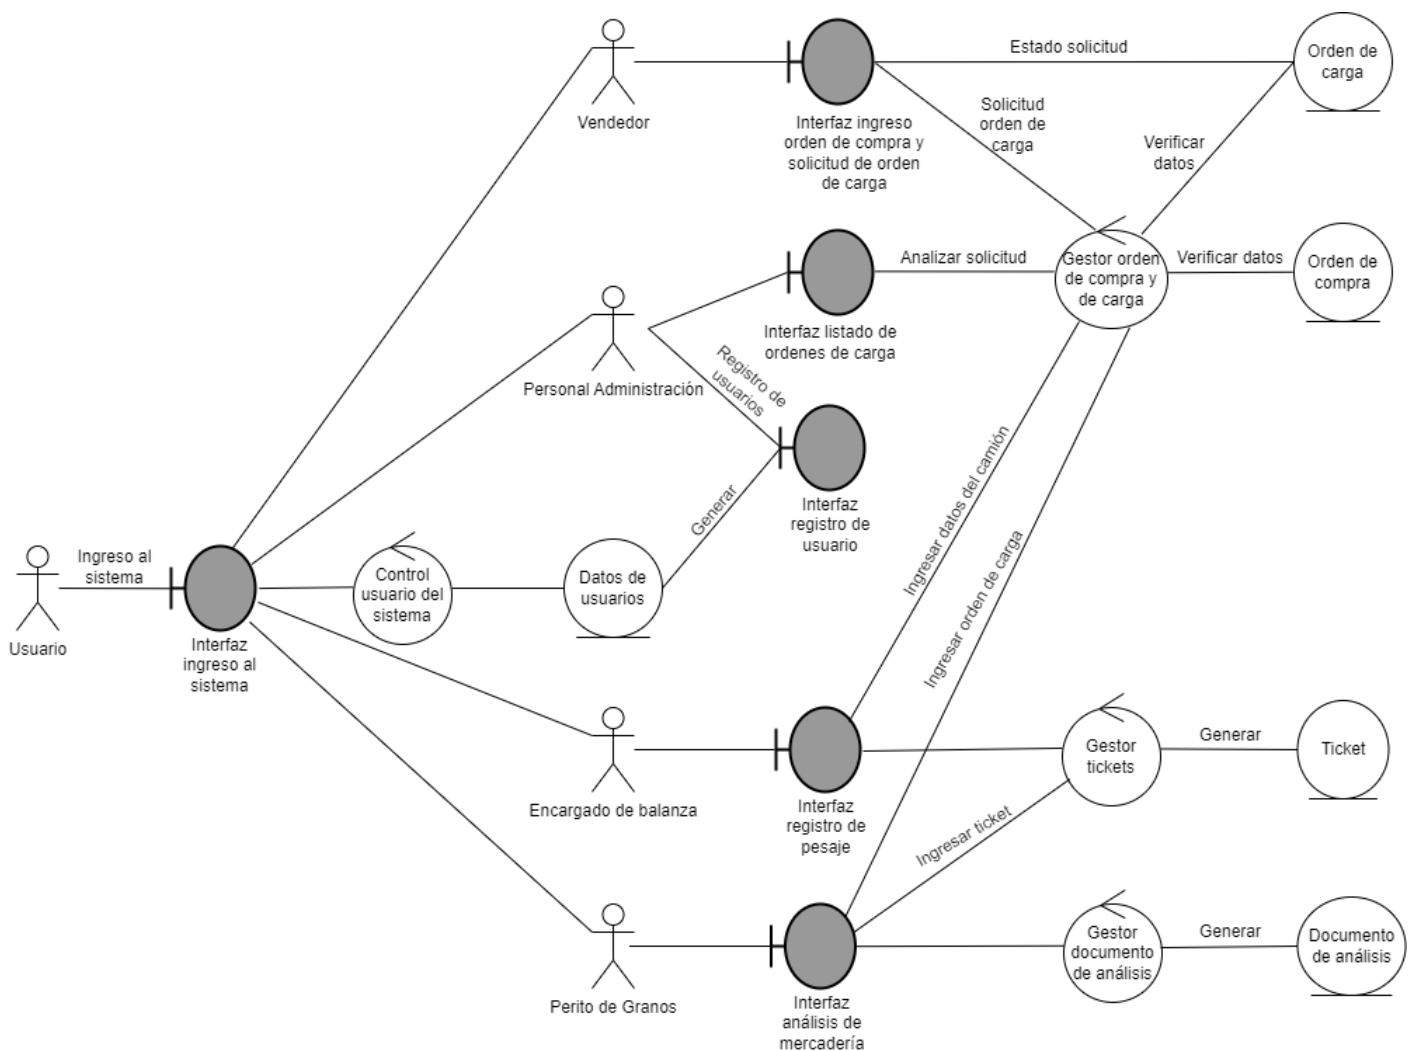 Estado solicitud
Orden de
carga
Vendedor
Interfaz ingreso
orden de compra y
solicitud de orden
de carga
Solicitud
orden de
carga
Verificar
datos
Analizar solicitud
Gestor orden
de compra y
de carga
Verificar datos
Orden de
compra
Interfaz listado de
ordenes de carga
Personal Administración
Registro de
usuarios
Interfaz
registro de
usuario
Generar
Ingresar datos del camión
Ingresar orden de carga
Ingreso al
sistema
Usuario
Interfaz
ingreso al
sistema
Control
usuario del
sistema
Datos de
usuarios
Encargado de balanza
Interfaz
registro de
pesaje
Gestor
tickets
Generar
Ticket
Ingresar ticket
Perito de Granos
Interfaz
análisis de
mercadería
Gestor
documento
de análisis
Generar
Documento
de análisis